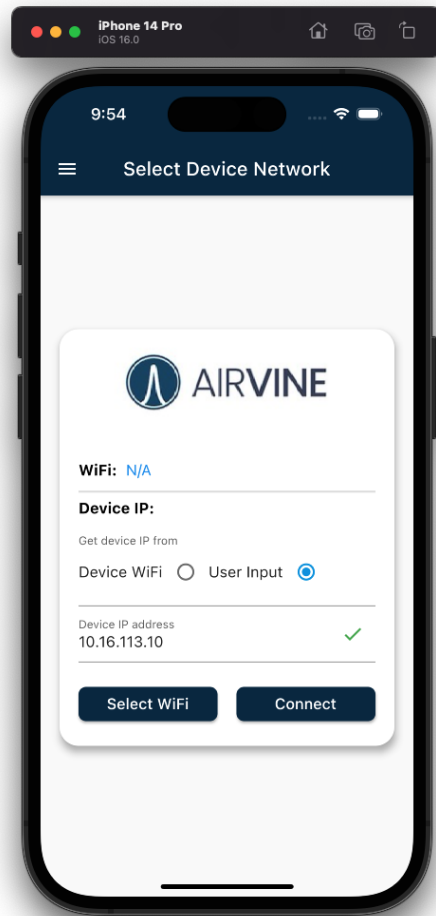 iPhone 14 Pro
iOS 16.0
9:54
Select Device Network
AIRVINE
WiFi: N/A
Device IP:
Get device IP from
Device WiFi User Input
Device IP address
10.16.113.10
Select WiFi Connect